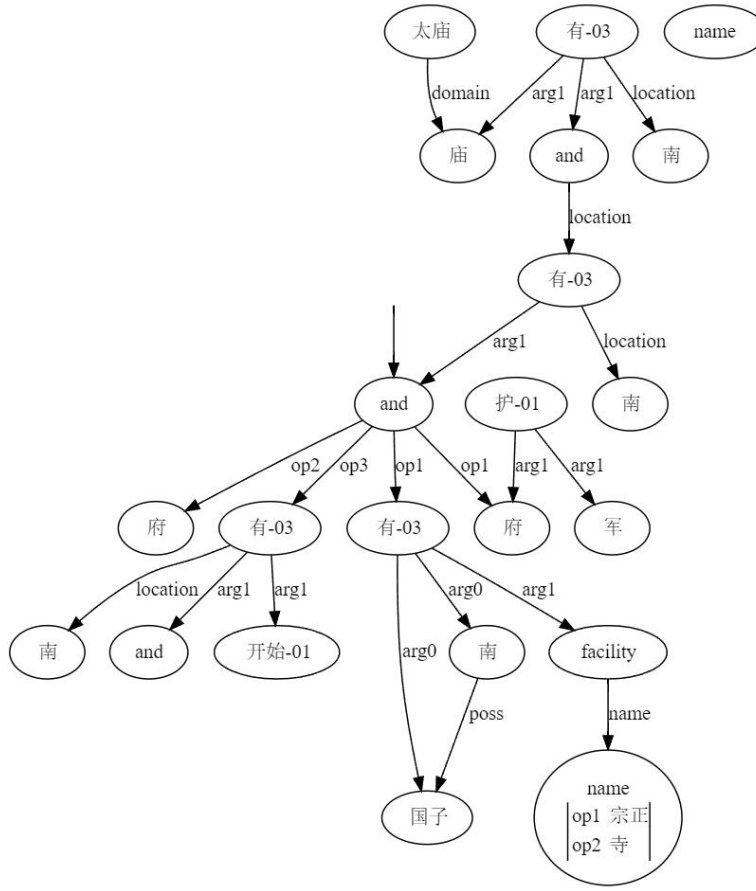 太庙 有-03 name
domain arg1 arg1 location
庙 and 南
location
有-03
arg1 location
and 护-01 南
op2 op3 op1 op1 arg1 arg1
府 有-03 有-03 府 军
location arg1 arg1 arg0 arg0 arg1
南 and 开始-01 南 facility
poss name
国子 name
op1 宗正
op2 寺